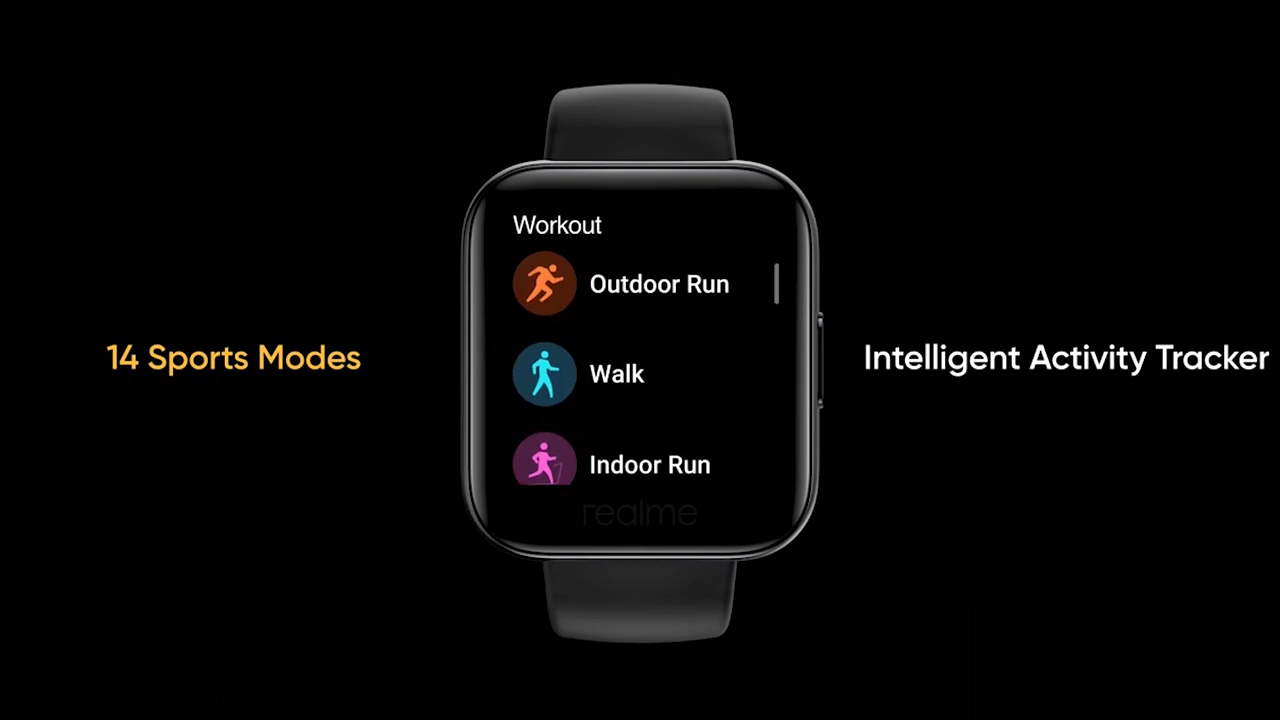 Workout
Outdoor Run
14 Sports Modes
Walk
Intelligent Activity Tracker
Indoor Run
realme